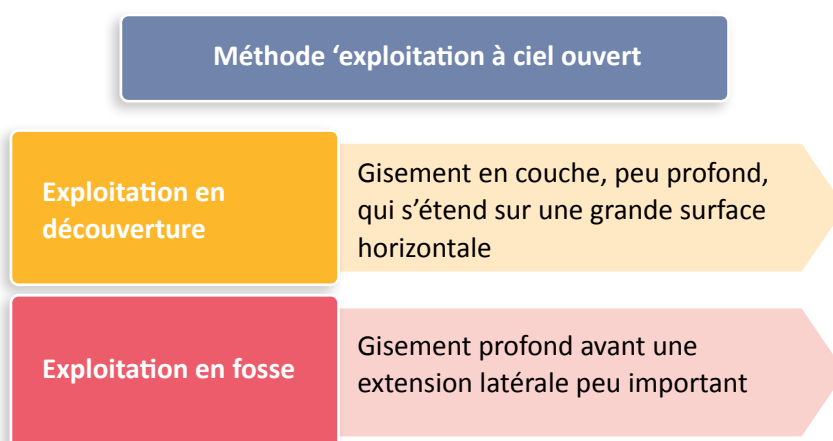 Méthode ‘exploitation à ciel ouvert
Exploitation en
découverture
Gisement en couche, peu profond,
qui s’étend sur une grande surface
horizontale
Exploitation en fosse
Gisement profond avant une
extension latérale peu important